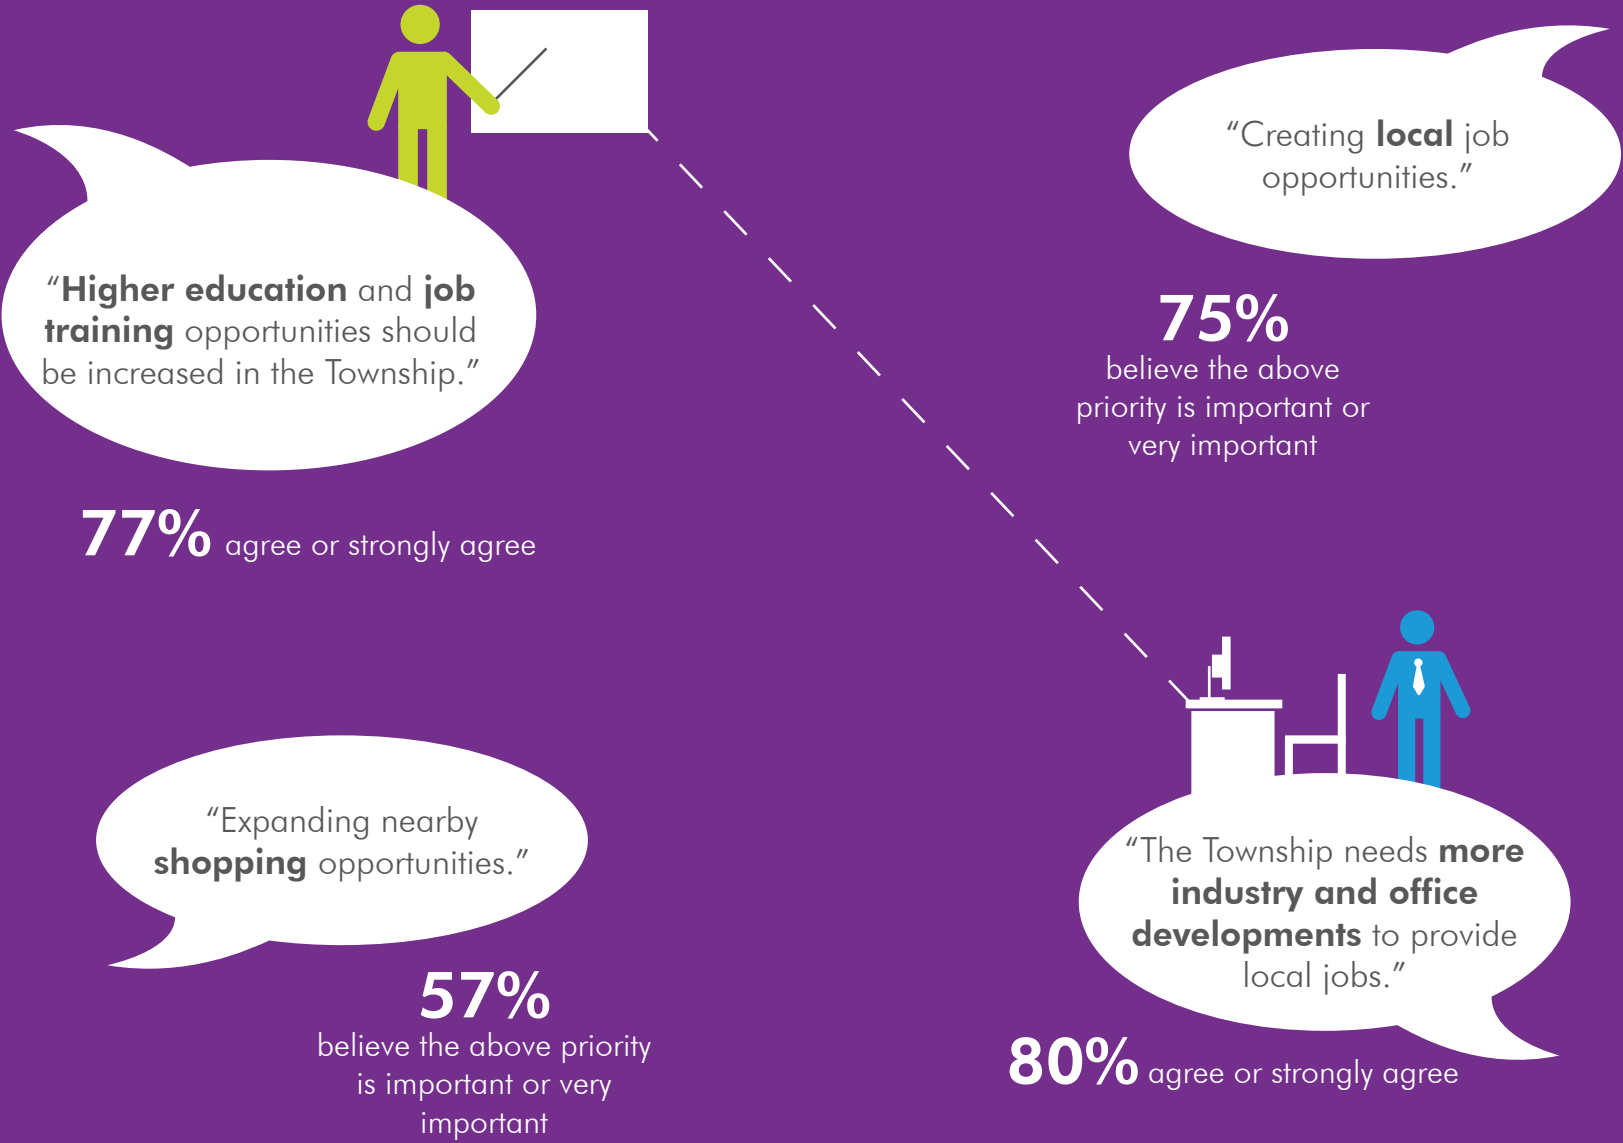 “Higher education and job
training opportunities should
be increased in the Township.”
77% agree or strongly agree
“Creating local job
opportunities.”
75%
believe the above
priority is important or
very important
“Expanding nearby
shopping opportunities.”
57%
believe the above priority
is important or very
important
“The Township needs more
industry and office
developments to provide
local jobs.”
80% agree or strongly agree